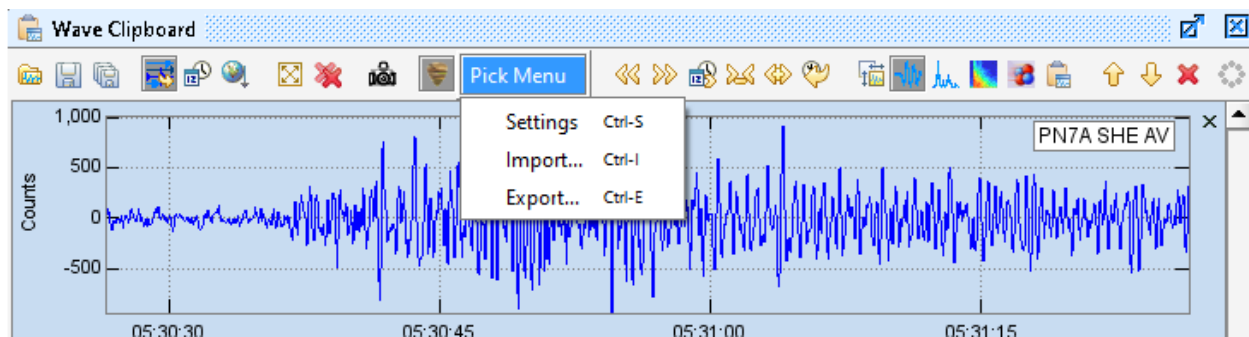 Wave Clipboard
Pick Menu
Settings Ctrl-S
Import... Ctrl-I
Export... Ctrl-E
PN7A SHE AV
1,000
500
0
-500
Counts
05:30:30 05:30:45 05:31:00 05:31:15